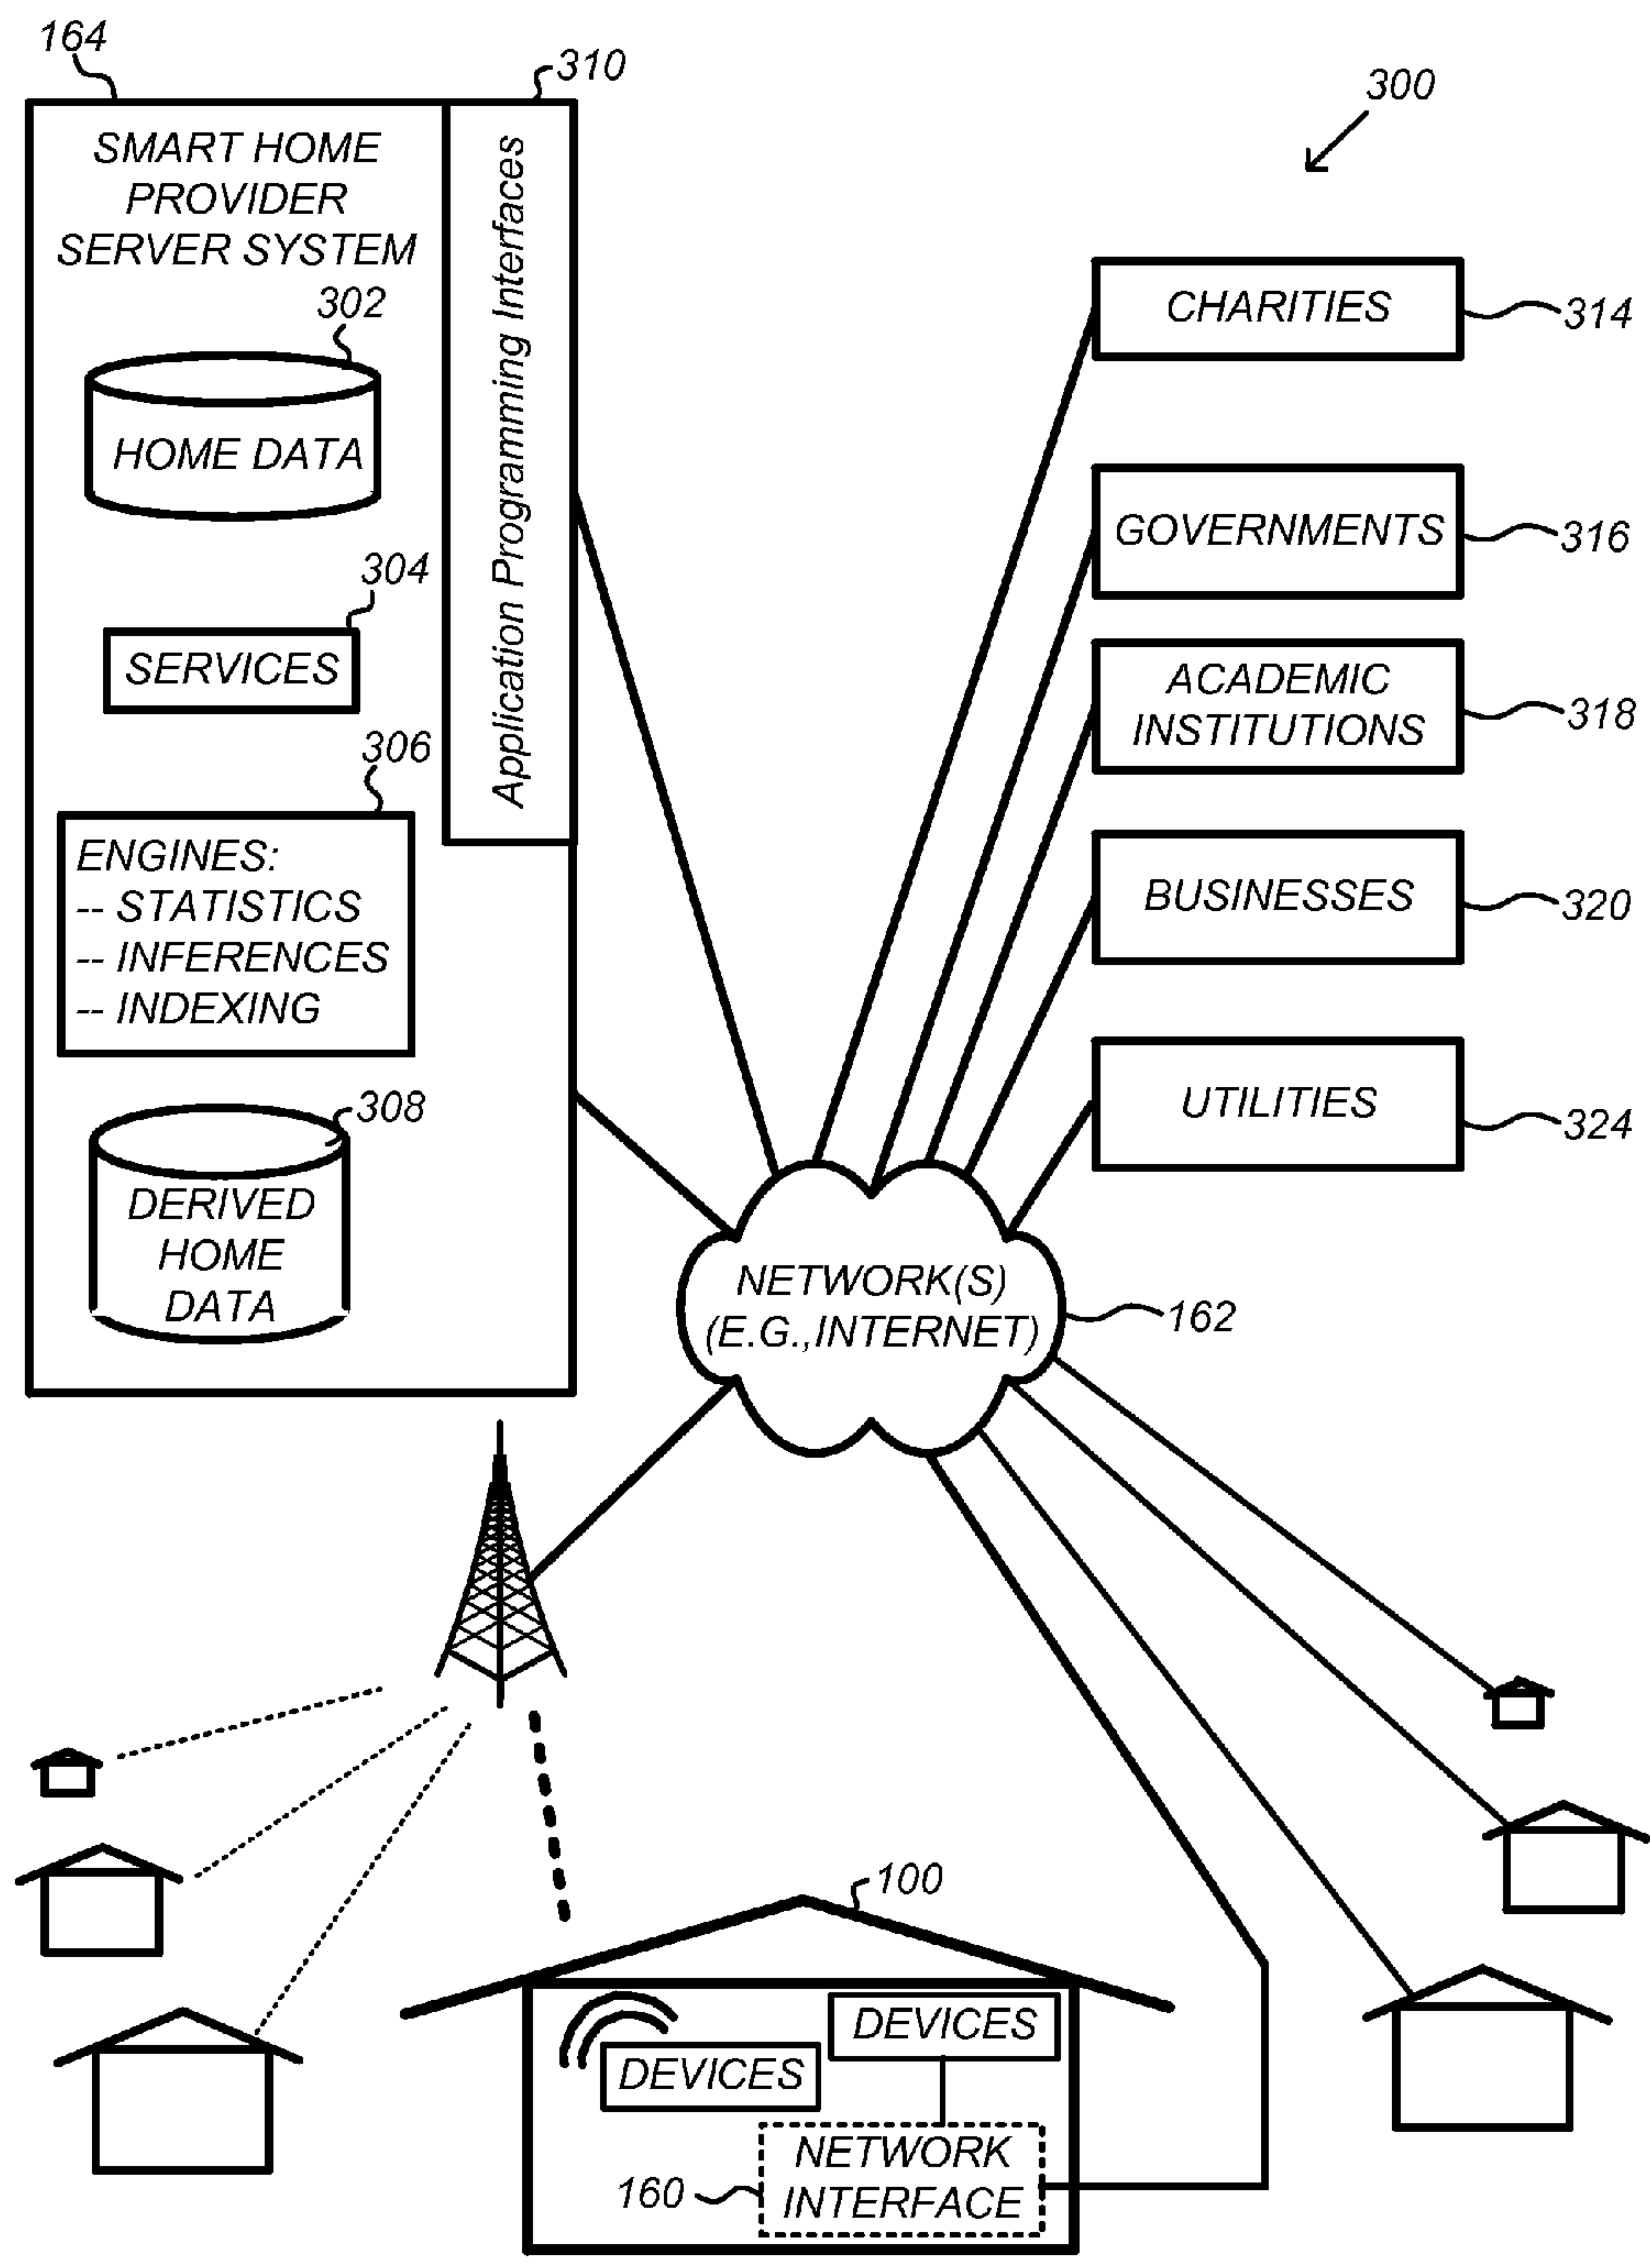 164
310
300
SMART HOME
PROVIDER
SERVER SYSTEM
Application Programming Interfaces
302
HOME DATA
304
SERVICES
306
ENGINES:
-- STATISTICS
-- INFERENCES
-- INDEXING
308
DERIVED
HOME
DATA
CHARITIES
314
GOVERNMENTS
316
ACADEMIC
INSTITUTIONS
318
BUSINESSES
320
UTILITIES
324
NETWORK(S)
(E.G.,INTERNET)
162
100
DEVICES
DEVICES
NETWORK
INTERFACE
160